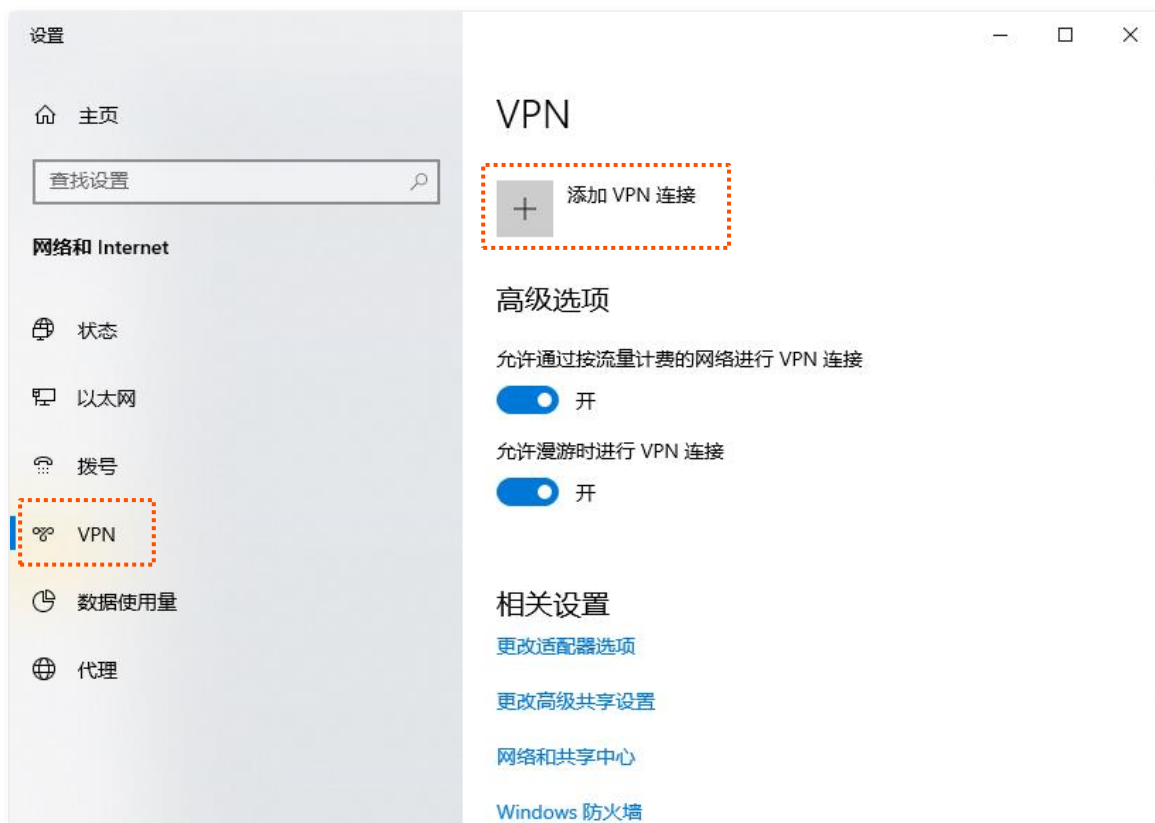 设置
主页
查找设置
网络和 Internet
状态
以太网
拨号
VPN
数据使用量
代理
VPN
添加 VPN 连接
高级选项
允许通过按流量计费的网络进行 VPN 连接
开
允许漫游时进行 VPN 连接
开
相关设置
更改适配器选项
更改高级共享设置
网络和共享中心
Windows 防火墙